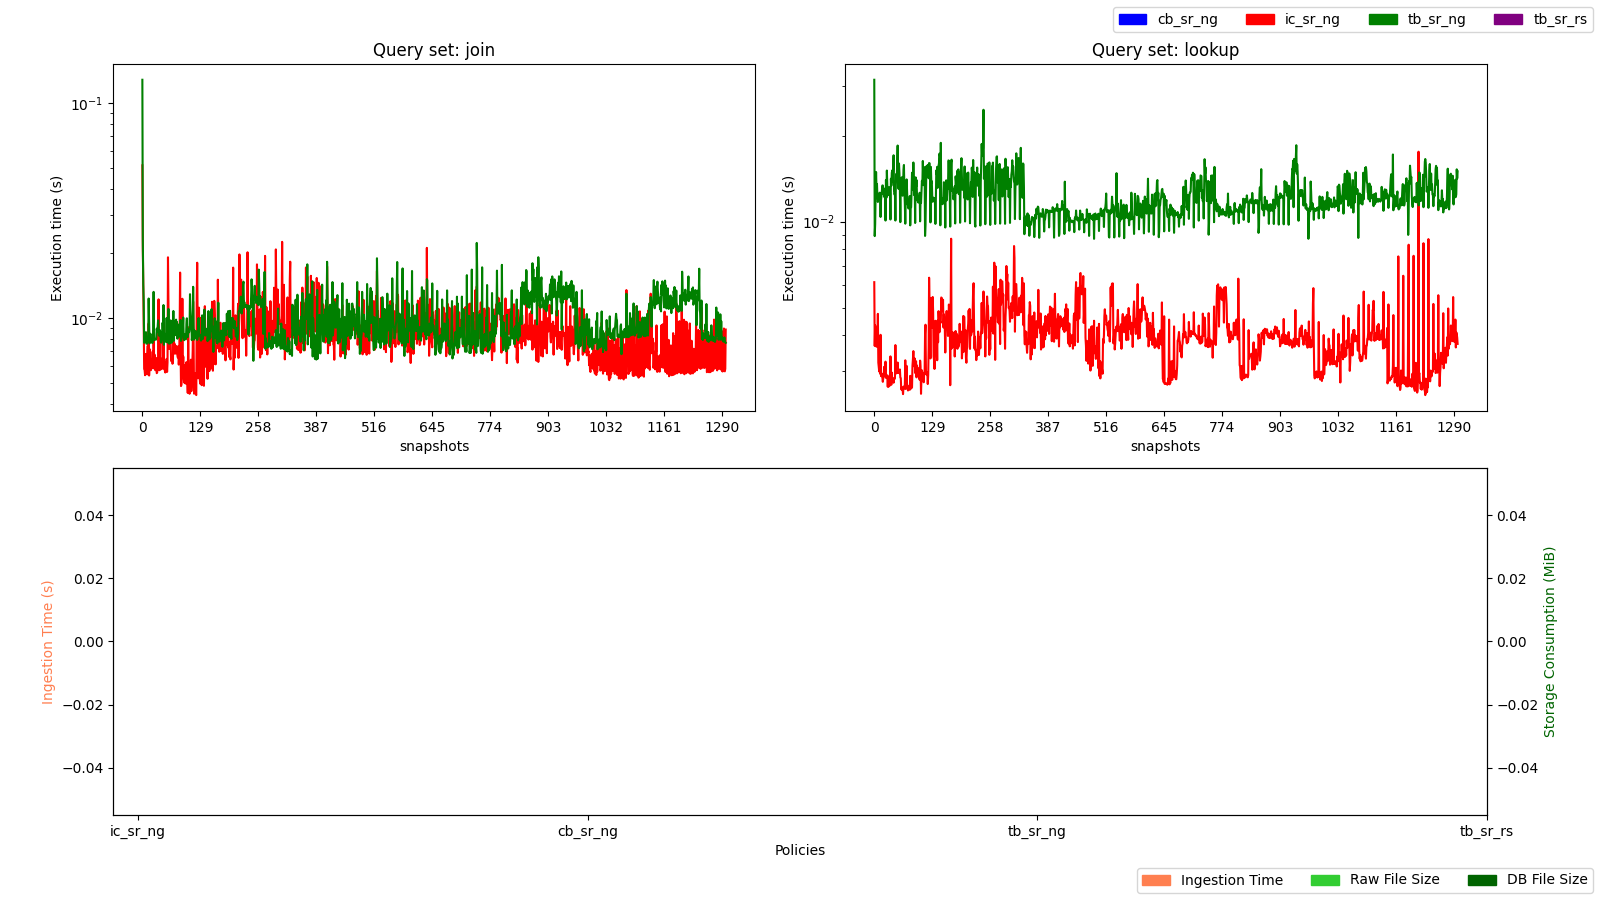 cb_sr_ng ic_sr_ng tb_sr_ng tb_sr_rs
Query set: join
Execution time (s)
10⁻¹
10⁻²
0 129 258 387 516 645 774 903 1032 1161 1290
snapshots
Query set: lookup
Execution time (s)
10⁻²
0 129 258 387 516 645 774 903 1032 1161 1290
snapshots
Ingestion Time (s)
0.04
0.02
0.00
−0.02
−0.04
0.04
0.02
0.00
−0.02
−0.04
Storage Consumption (MiB)
ic_sr_ng cb_sr_ng tb_sr_ng tb_sr_rs
Policies
Ingestion Time Raw File Size DB File Size